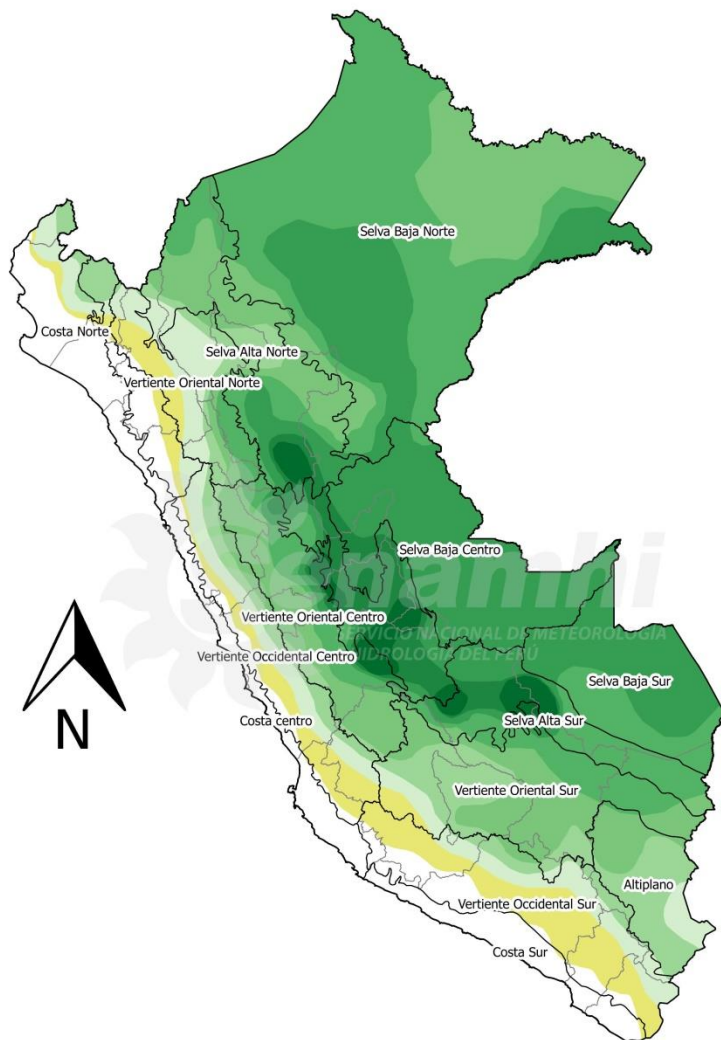 Selva Baja Norte
Costa Norte
Selva Alta Norte
Vertiente Oriental Norte
Selva Baja Centro
senamhi
SERVICIO NACIONAL DE METEOROLOGÍA
HIDROLOGÍA DEL PERÚ
Vertiente Oriental Centro
Vertiente Occidental Centro
Selva Baja Sur
Costa centro
Selva Alta Sur
N
Vertiente Oriental Sur
Altiplano
Vertiente Occidental Sur
Costa Sur